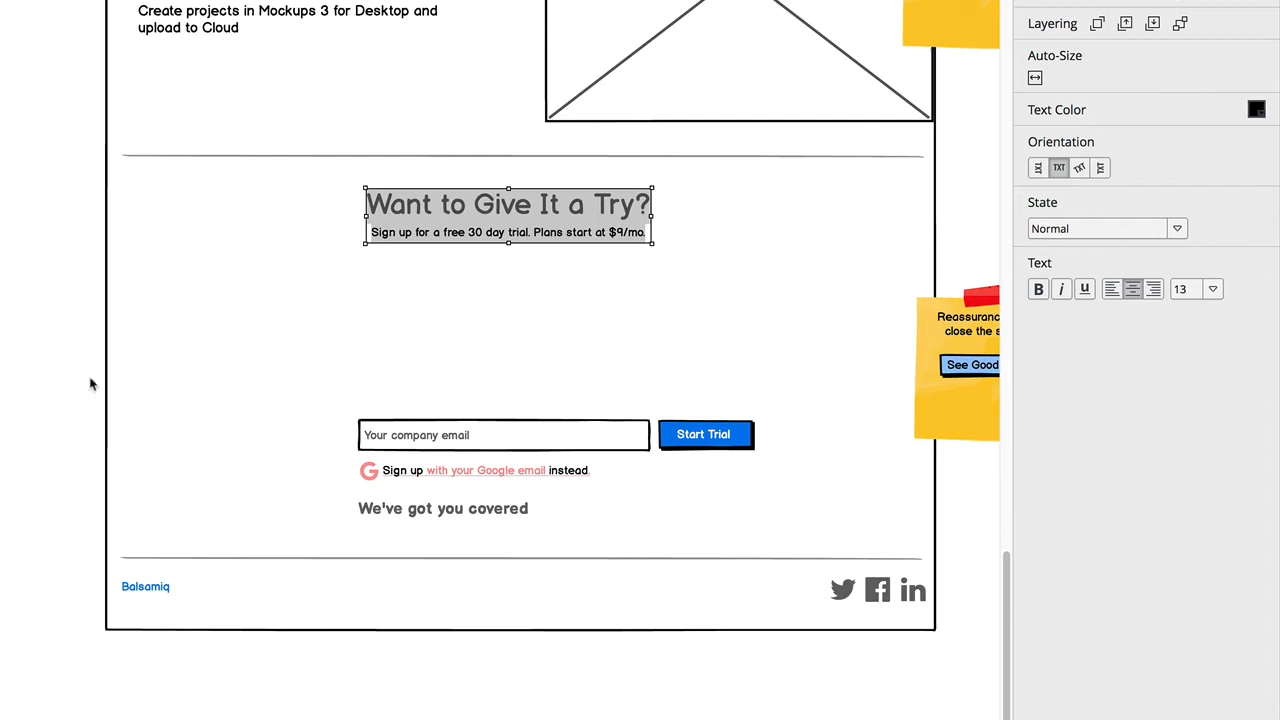 Create projects in Mockups 3 for Desktop and
upload to Cloud
Want to Give It a Try?
Sign up for a free 30 day trial. Plans start at $9/mo.
Your company email
Start Trial
Sign up with your Google email instead.
We've got you covered
Balsamiq
close the
See Good
Layering
Auto-Size
Text Color
Orientation
TXT
State
Normal
Text
B i u
13